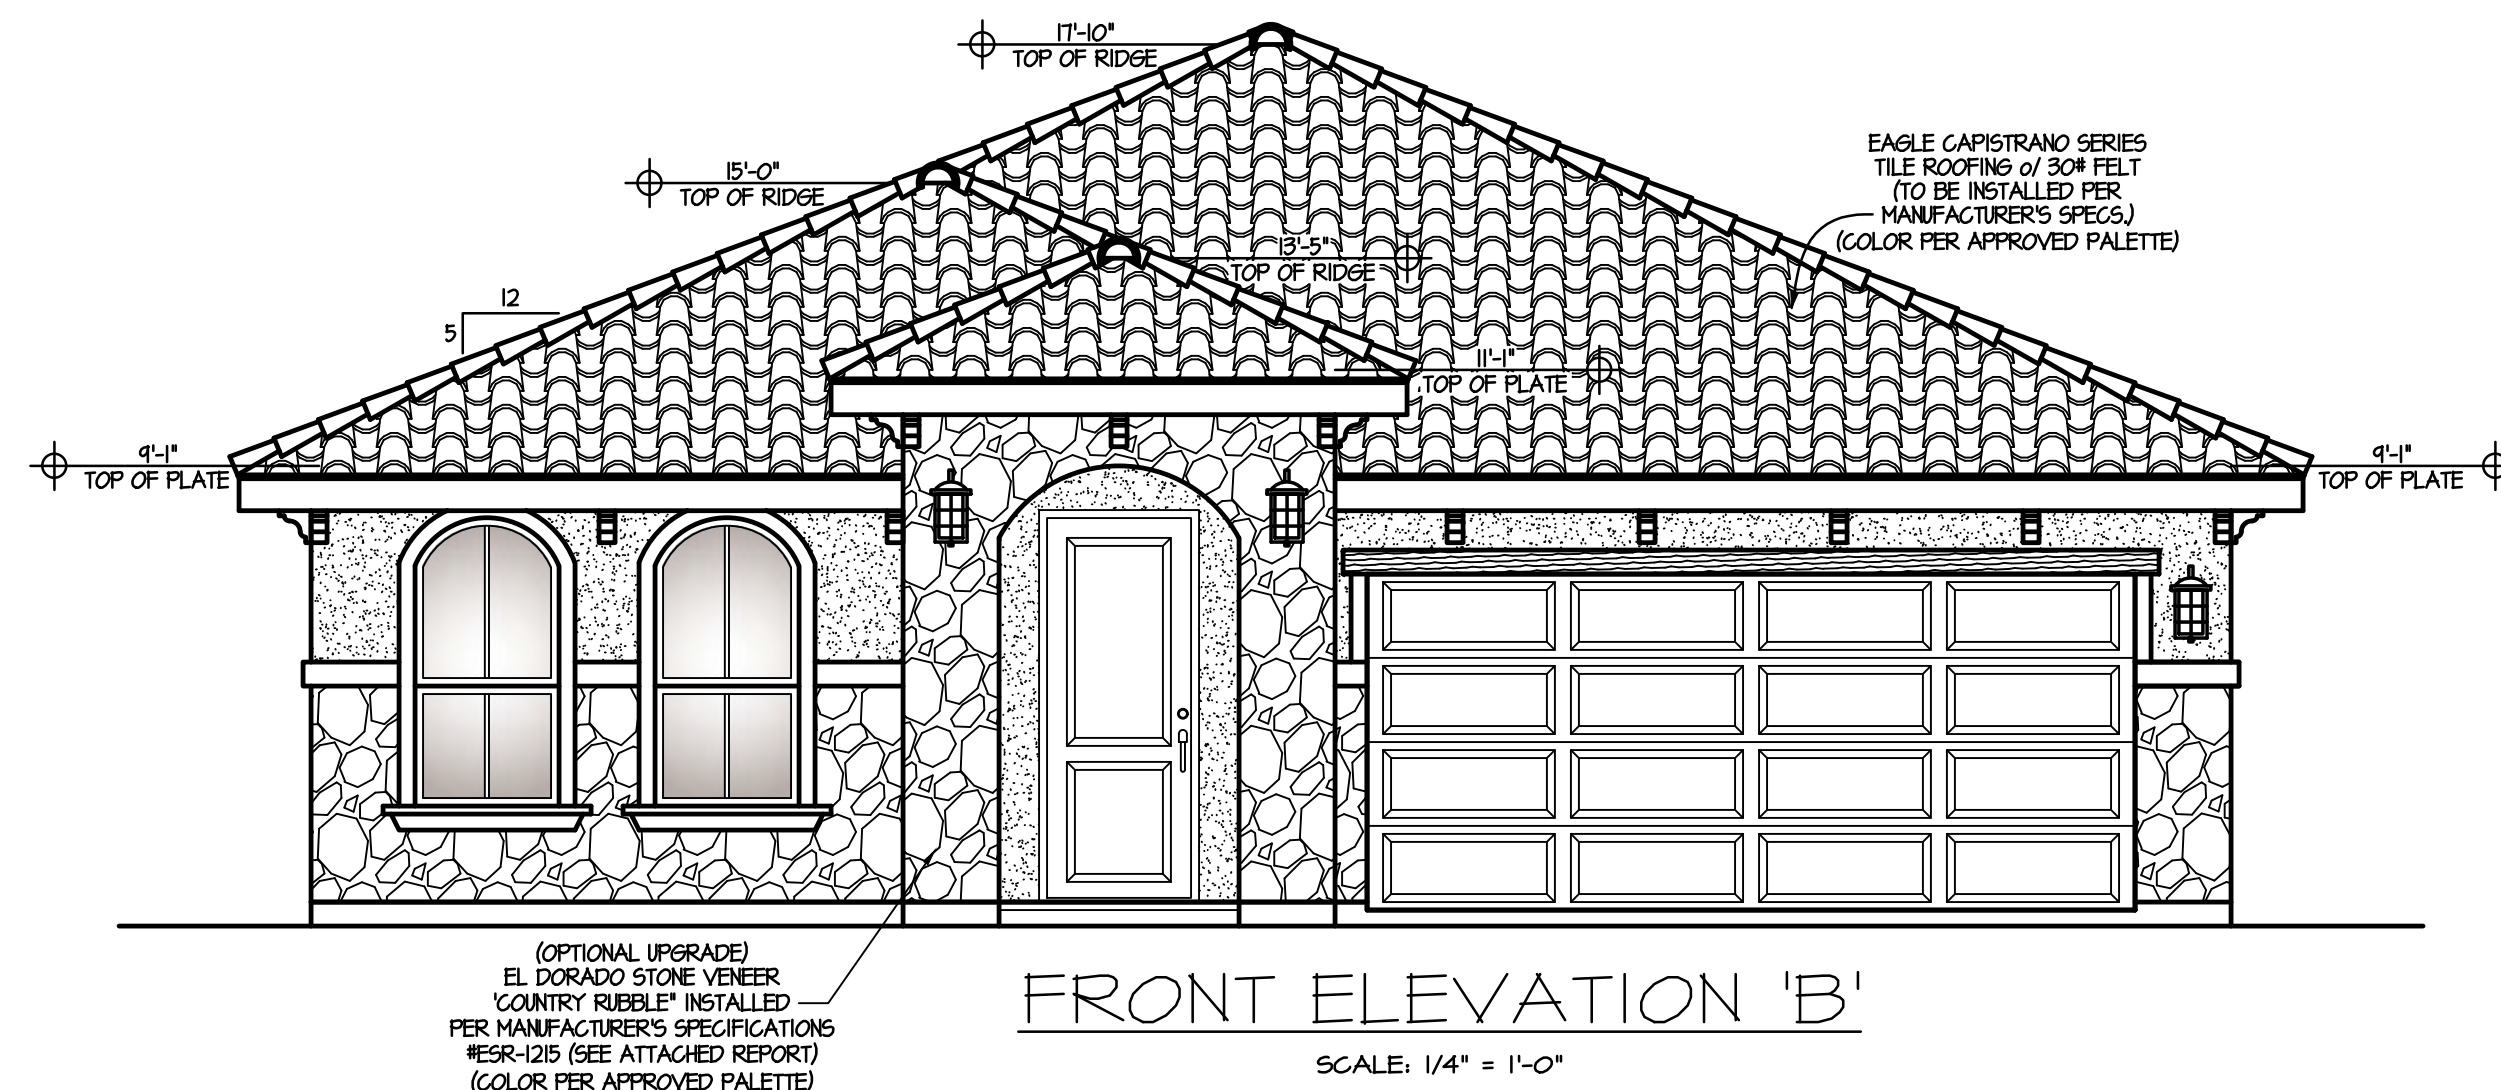 17'-10"
TOP OF RIDGE
15'-0"
TOP OF RIDGE
EAGLE CAPISTRANO SERIES
TILE ROOFING o/ 30# FELT
(TO BE INSTALLED PER
MANUFACTURER'S SPECS.)
(COLOR PER APPROVED PALETTE)
13'-5"
TOP OF RIDGE
12
5
11'-1"
TOP OF PLATE
9'-1"
TOP OF PLATE
9'-1"
TOP OF PLATE
(OPTIONAL UPGRADE)
EL DORADO STONE VENEER
'COUNTRY RUBBLE" INSTALLED
PER MANUFACTURER'S SPECIFICATIONS
#ESR-1215 (SEE ATTACHED REPORT)
(COLOR PER APPROVED PALETTE)
FRONT ELEVATION 'B'
SCALE: 1/4" = 1'-0"